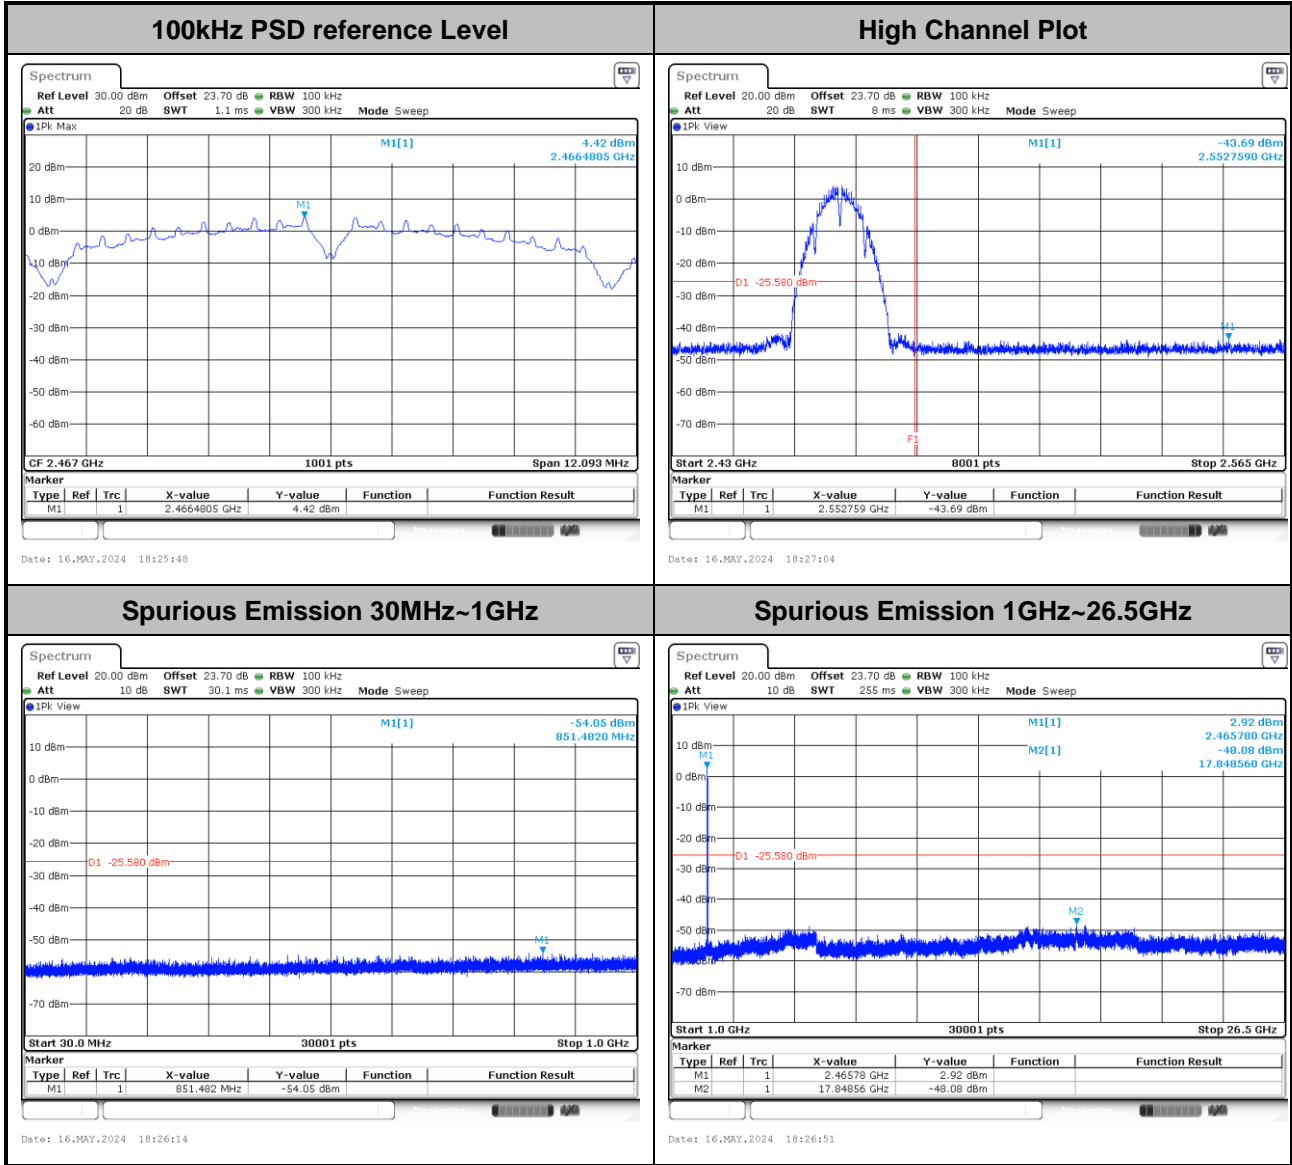 100kHz PSD reference Level
Spectrum
Ref Level 30.00 dBm Offset 23.70 dB RBW 100 kHz
Att 20 dB SWT 1.1 ms VBW 300 kHz Mode Sweep
1Pk Max
M1[1] 4.42 dBm
2.4664805 GHz
20 dBm
10 dBm
M1
0 dBm
-10 dBm
-20 dBm
-30 dBm
-40 dBm
-50 dBm
-60 dBm
CF 2.467 GHz 1001 pts Span 12.093 MHz
Marker
Type Ref Trc X-value Y-value Function Function Result
M1 1 2.4664805 GHz 4.42 dBm
Date: 16.MAY.2024 18:25:48
High Channel Plot
Spectrum
Ref Level 20.00 dBm Offset 23.70 dB RBW 100 kHz
Att 20 dB SWT 8 ms VBW 300 kHz Mode Sweep
1Pk View
M1[1] -43.69 dBm
2.5527590 GHz
10 dBm
0 dBm
-10 dBm
-20 dBm
D1 -25.580 dBm
-30 dBm
-40 dBm
M1
-50 dBm
-60 dBm
-70 dBm
F1
Start 2.43 GHz 8001 pts Stop 2.565 GHz
Marker
Type Ref Trc X-value Y-value Function Function Result
M1 1 2.552759 GHz -43.69 dBm
Date: 16.MAY.2024 18:27:04
Spurious Emission 30MHz~1GHz
Spectrum
Ref Level 20.00 dBm Offset 23.70 dB RBW 100 kHz
Att 10 dB SWT 30.1 ms VBW 300 kHz Mode Sweep
1Pk View
M1[1] -54.05 dBm
851.4820 MHz
10 dBm
0 dBm
-10 dBm
-20 dBm
D1 -25.580 dBm
-30 dBm
-40 dBm
-50 dBm
M1
-70 dBm
Start 30.0 MHz 30001 pts Stop 1.0 GHz
Marker
Type Ref Trc X-value Y-value Function Function Result
M1 1 851.482 MHz -54.05 dBm
Date: 16.MAY.2024 18:26:14
Spurious Emission 1GHz~26.5GHz
Spectrum
Ref Level 20.00 dBm Offset 23.70 dB RBW 100 kHz
Att 10 dB SWT 255 ms VBW 300 kHz Mode Sweep
1Pk View
M1[1] 2.92 dBm
2.465780 GHz
M2[1] -48.08 dBm
17.848560 GHz
10 dBm
M1
0 dBm
-10 dBm
-20 dBm
D1 -25.580 dBm
-30 dBm
-40 dBm
M2
-50 dBm
-70 dBm
Start 1.0 GHz 30001 pts Stop 26.5 GHz
Marker
Type Ref Trc X-value Y-value Function Function Result
M1 1 2.46578 GHz 2.92 dBm
M2 1 17.84856 GHz -48.08 dBm
Date: 16.MAY.2024 18:26:51